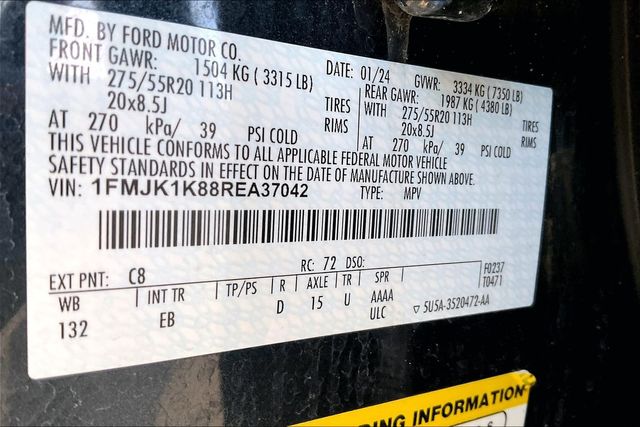 MFD. BY FORD MOTOR CO.
DATE: 01/24 GVWR: 3334 KG (7350 LB)
FRONT GAWR: 1504 KG (3315 LB) REAR GAWR: 1987 KG (4380 LB)
WITH 275/55R20 113H TIRES WITH 275/55R20 113H TIRES
20x8.5J RIMS 20x8.5J RIMS
AT 270 kPa/ 39 PSI COLD AT 270 kPa/ 39 PSI COLD
THIS VEHICLE CONFORMS TO ALL APPLICABLE FEDERAL MOTOR VEHICLE
SAFETY STANDARDS IN EFFECT ON THE DATE OF MANUFACTURE SHOWN ABOVE.
VIN: 1FMJK1K88REA37042 TYPE: MPV
EXT PNT: C8 RC: 72 DSO: F0237
WB INT TR TP/PS R AXLE TR SPR T0471
132 EB D 15 U AAAA
ULC ▽ 5U5A-3520472-AA
ING INFORMATION